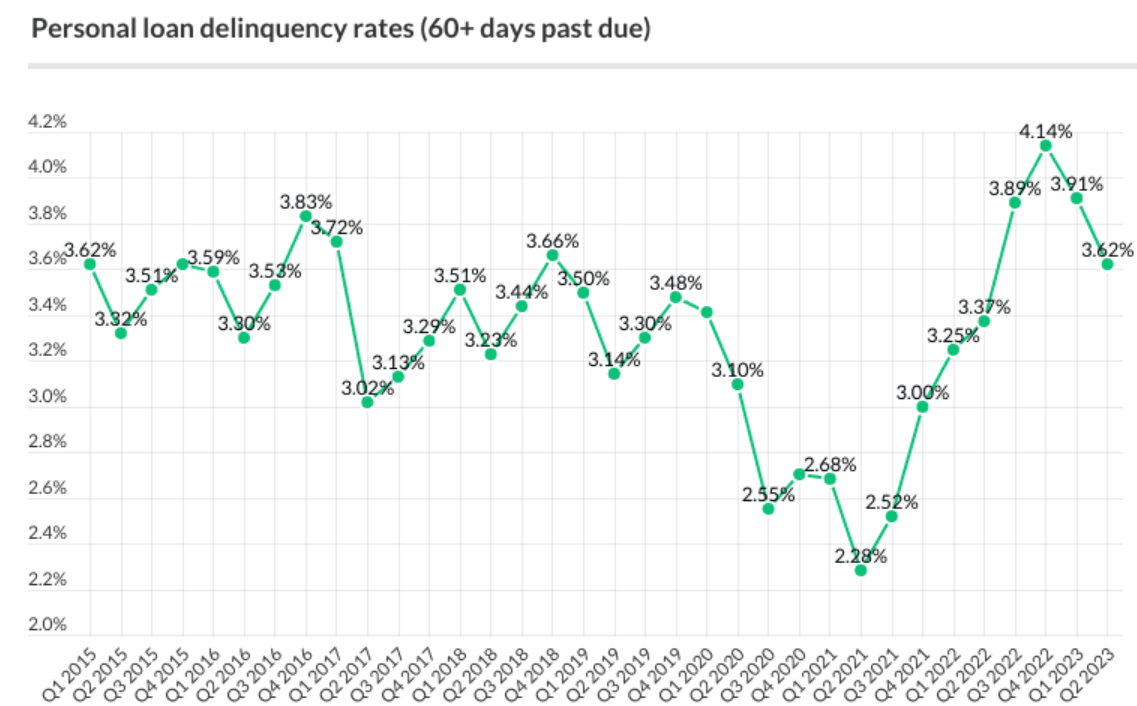 Personal loan delinquency rates (60+ days past due)
4.2%
4.0%
3.8%
3.6%
3.4%
3.2%
3.0%
2.8%
2.6%
2.4%
2.2%
2.0%
3.62%
3.32%
3.51%
3.59%
3.30%
3.53%
3.83%
3.72%
3.02%
3.13%
3.29%
3.51%
3.23%
3.44%
3.66%
3.50%
3.14%
3.30%
3.48%
3.10%
2.55%
2.68%
2.28%
2.52%
3.00%
3.25%
3.37%
3.89%
4.14%
3.91%
3.62%
Q1 2015
Q2 2015
Q3 2015
Q4 2015
Q1 2016
Q2 2016
Q3 2016
Q4 2016
Q1 2017
Q2 2017
Q3 2017
Q4 2017
Q1 2018
Q2 2018
Q3 2018
Q4 2018
Q1 2019
Q2 2019
Q3 2019
Q4 2019
Q1 2020
Q2 2020
Q3 2020
Q4 2020
Q1 2021
Q2 2021
Q3 2021
Q4 2021
Q1 2022
Q2 2022
Q3 2022
Q4 2022
Q1 2023
Q2 2023